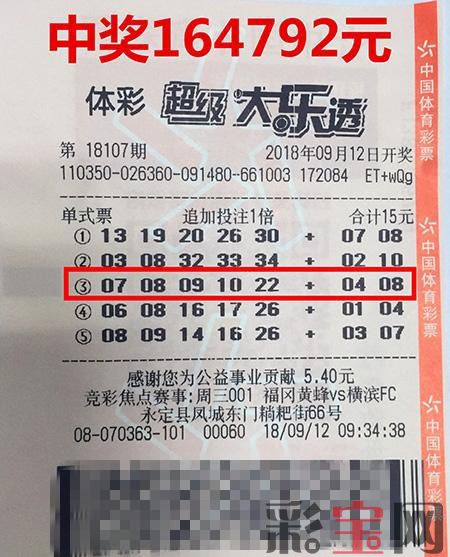 中奖164792元
体彩 超级大乐透
第 18107期 2018年09月12日开奖
110350-026360-091480-661003 172084 ET+wQg
单式票 追加投注1倍 合计15元
① 13 19 20 26 30 + 07 08
② 03 08 32 33 34 + 02 10
③ 07 08 09 10 22 + 04 08
④ 06 08 16 17 26 + 01 04
⑤ 08 09 14 16 26 + 03 07
感谢您为公益事业贡献 5.40元
竞彩焦点赛事:周三001 福冈黄蜂vs横滨FC
永定县凤城东门糍粑街66号
08-070363-101 00060 18/09/12 09:34:38
中国体育彩票
中国体育彩票
中国体育彩票
彩宝网